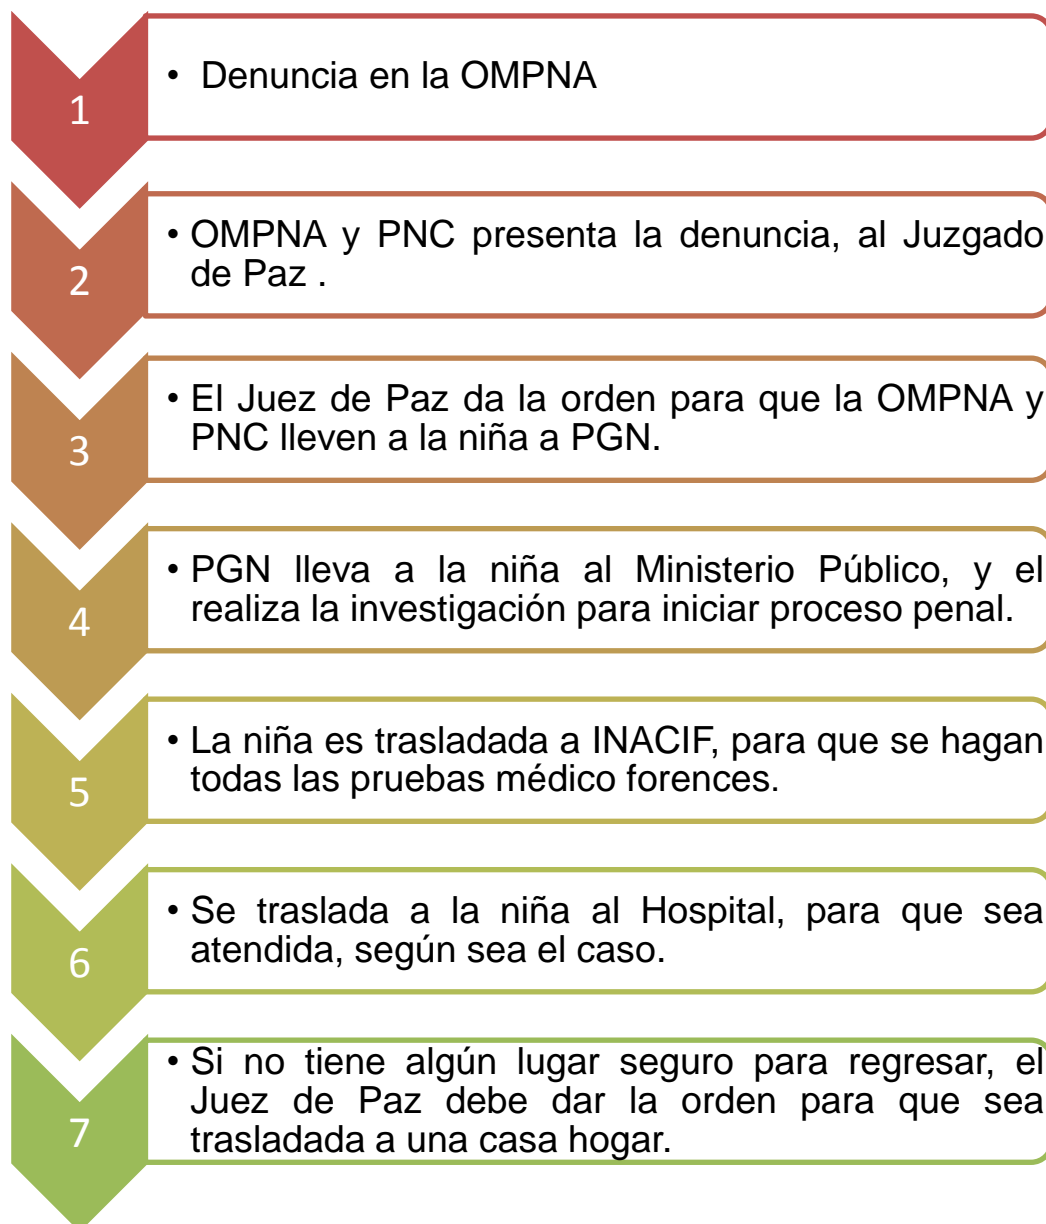 1
• Denuncia en la OMPNA
2
• OMPNA y PNC presenta la denuncia, al Juzgado
de Paz .
3
• El Juez de Paz da la orden para que la OMPNA y
PNC lleven a la niña a PGN.
4
• PGN lleva a la niña al Ministerio Público, y el
realiza la investigación para iniciar proceso penal.
5
• La niña es trasladada a INACIF, para que se hagan
todas las pruebas médico forences.
6
• Se traslada a la niña al Hospital, para que sea
atendida, según sea el caso.
7
• Si no tiene algún lugar seguro para regresar, el
Juez de Paz debe dar la orden para que sea
trasladada a una casa hogar.